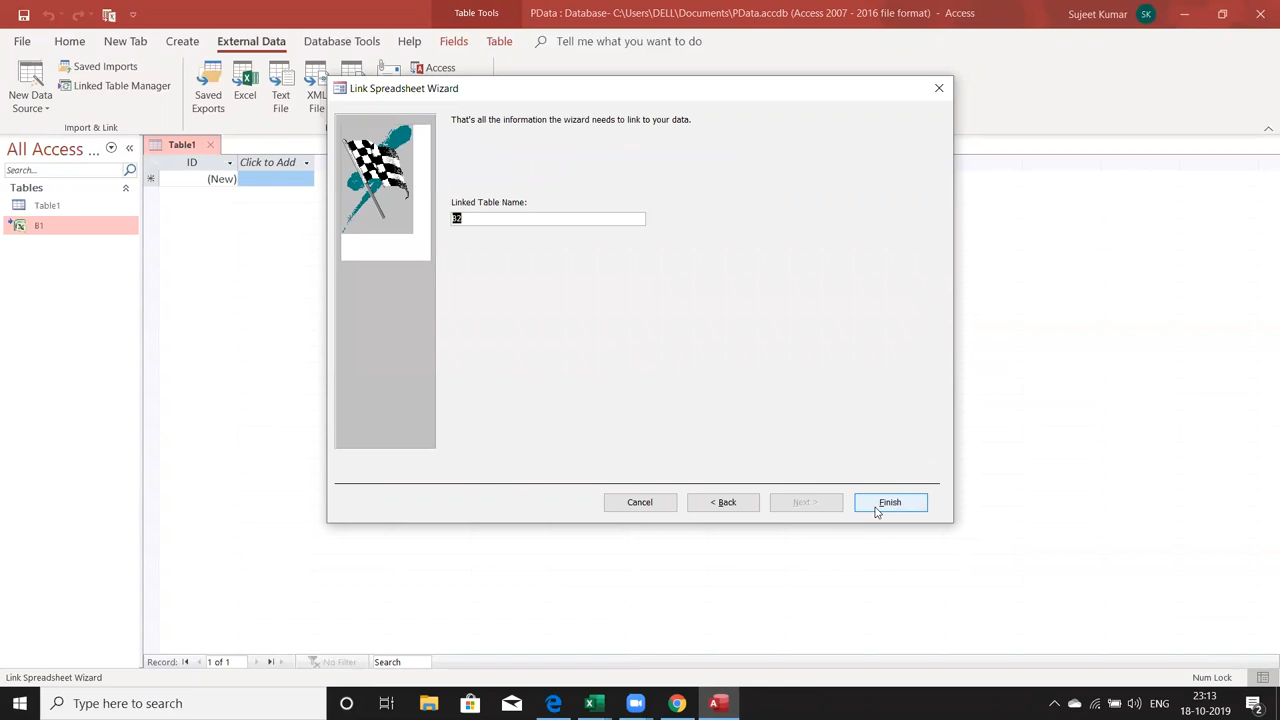 Table Tools
PData : Database- C:\Users\DELL\Documents\PData.accdb (Access 2007 - 2016 file format) - Access
Sujeet Kumar
SK
File
Home
New Tab
Create
External Data
Database Tools
Help
Fields
Table
Tell me what you want to do
New Data
Source
Saved Imports
Linked Table Manager
Import & Link
Saved
Exports
Excel
Text
File
XML
File
Access
Link Spreadsheet Wizard
All Access ...
Search...
Tables
Table1
B1
Table1
ID
Click to Add
(New)
That's all the information the wizard needs to link to your data.
Linked Table Name:
B2
Cancel
< Back
Next >
Finish
Record:
1 of 1
No Filter
Search
Link Spreadsheet Wizard
Num Lock
Type here to search
ENG
23:13
18-10-2019
2